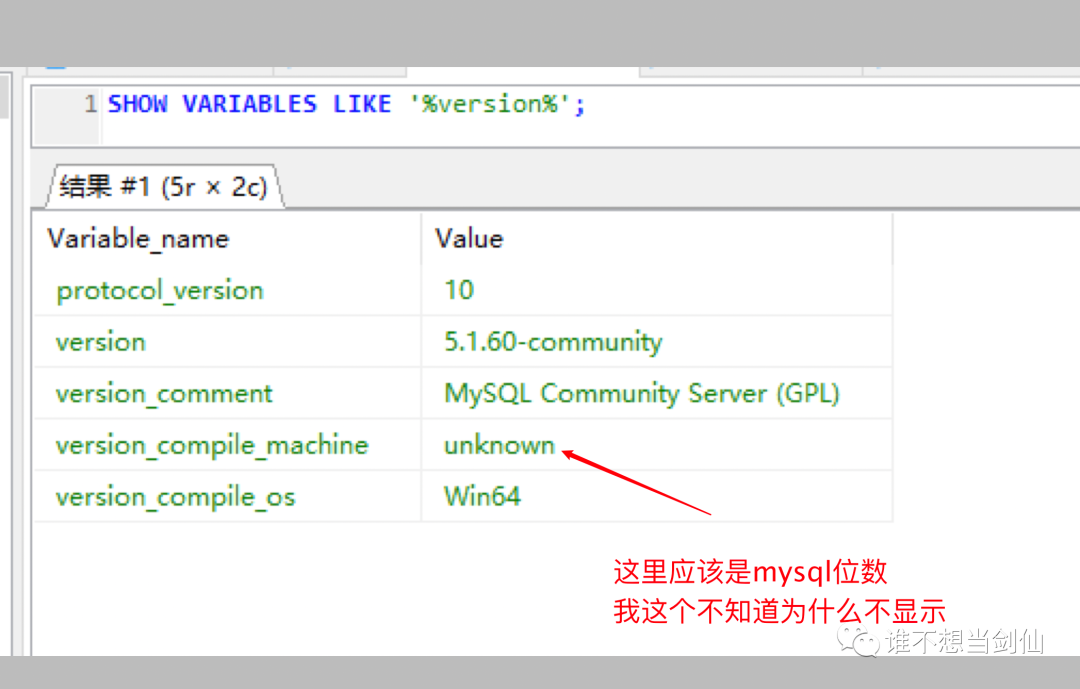 1 SHOW VARIABLES LIKE '%version%';
结果 #1 (5r × 2c)
Variable_name Value
protocol_version 10
version 5.1.60-community
version_comment MySQL Community Server (GPL)
version_compile_machine unknown
version_compile_os Win64
这里应该是mysql位数
我这个不知道为什么不显示
谁不想当剑仙